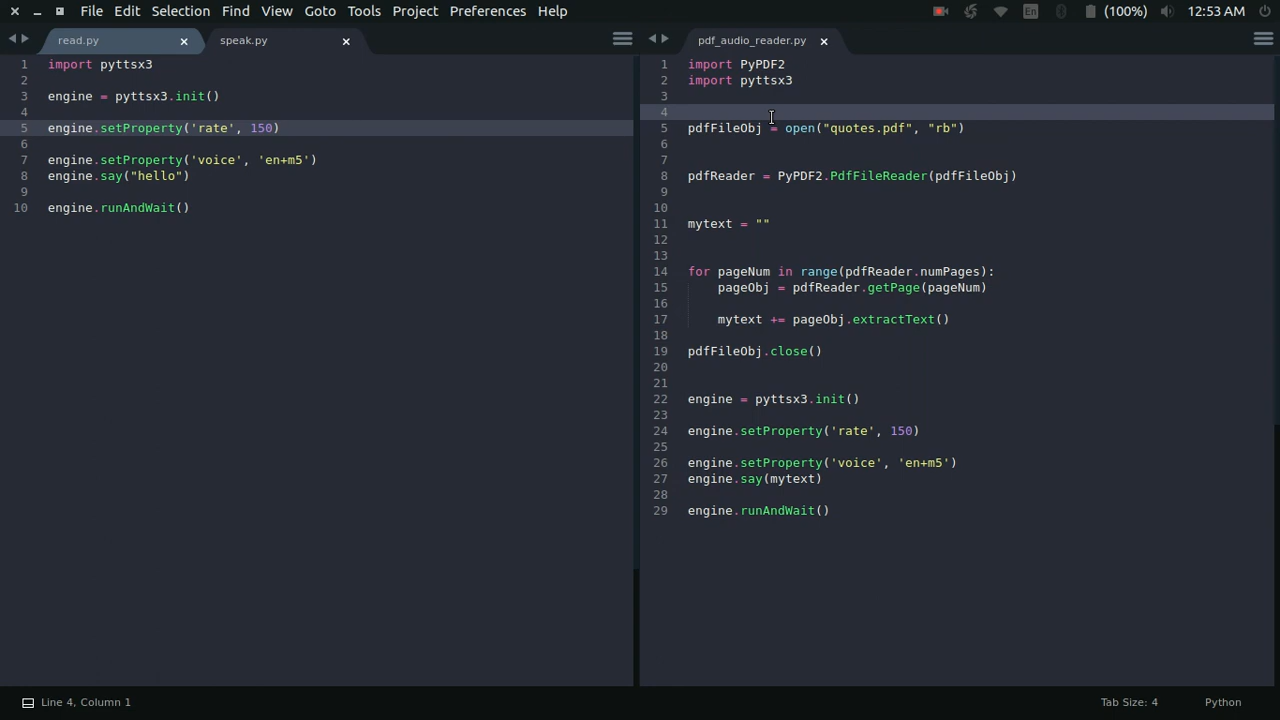 File Edit Selection Find View Goto Tools Project Preferences Help En (100%) 12:53 AM
read.py speak.py
1 import pyttsx3
2
3 engine = pyttsx3.init()
4
5 engine.setProperty('rate', 150)
6
7 engine.setProperty('voice', 'en+m5')
8 engine.say("hello")
9
10 engine.runAndWait()
pdf_audio_reader.py
1 import PyPDF2
2 import pyttsx3
3
4
5 pdfFileObj = open("quotes.pdf", "rb")
6
7
8 pdfReader = PyPDF2.PdfFileReader(pdfFileObj)
9
10
11 mytext = ""
12
13
14 for pageNum in range(pdfReader.numPages):
15     pageObj = pdfReader.getPage(pageNum)
16
17     mytext += pageObj.extractText()
18
19 pdfFileObj.close()
20
21
22 engine = pyttsx3.init()
23
24 engine.setProperty('rate', 150)
25
26 engine.setProperty('voice', 'en+m5')
27 engine.say(mytext)
28
29 engine.runAndWait()
Line 4, Column 1 Tab Size: 4 Python